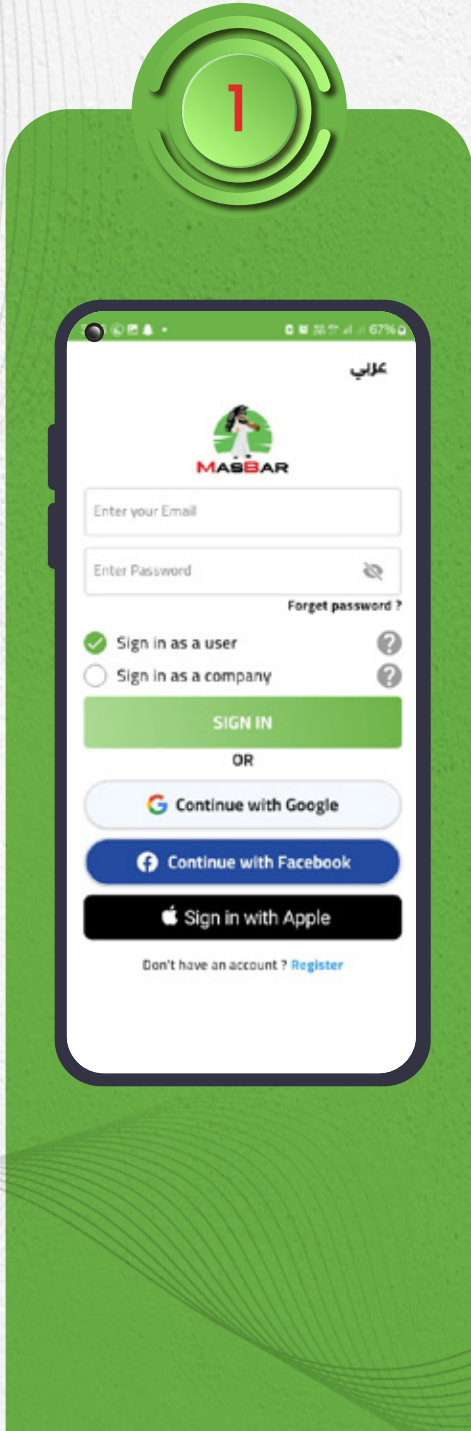 1
67%
عربي
MASBAR
Enter your Email
Enter Password
Forget password ?
Sign in as a user
?
Sign in as a company
?
SIGN IN
OR
Continue with Google
Continue with Facebook
Sign in with Apple
Don't have an account ? Register